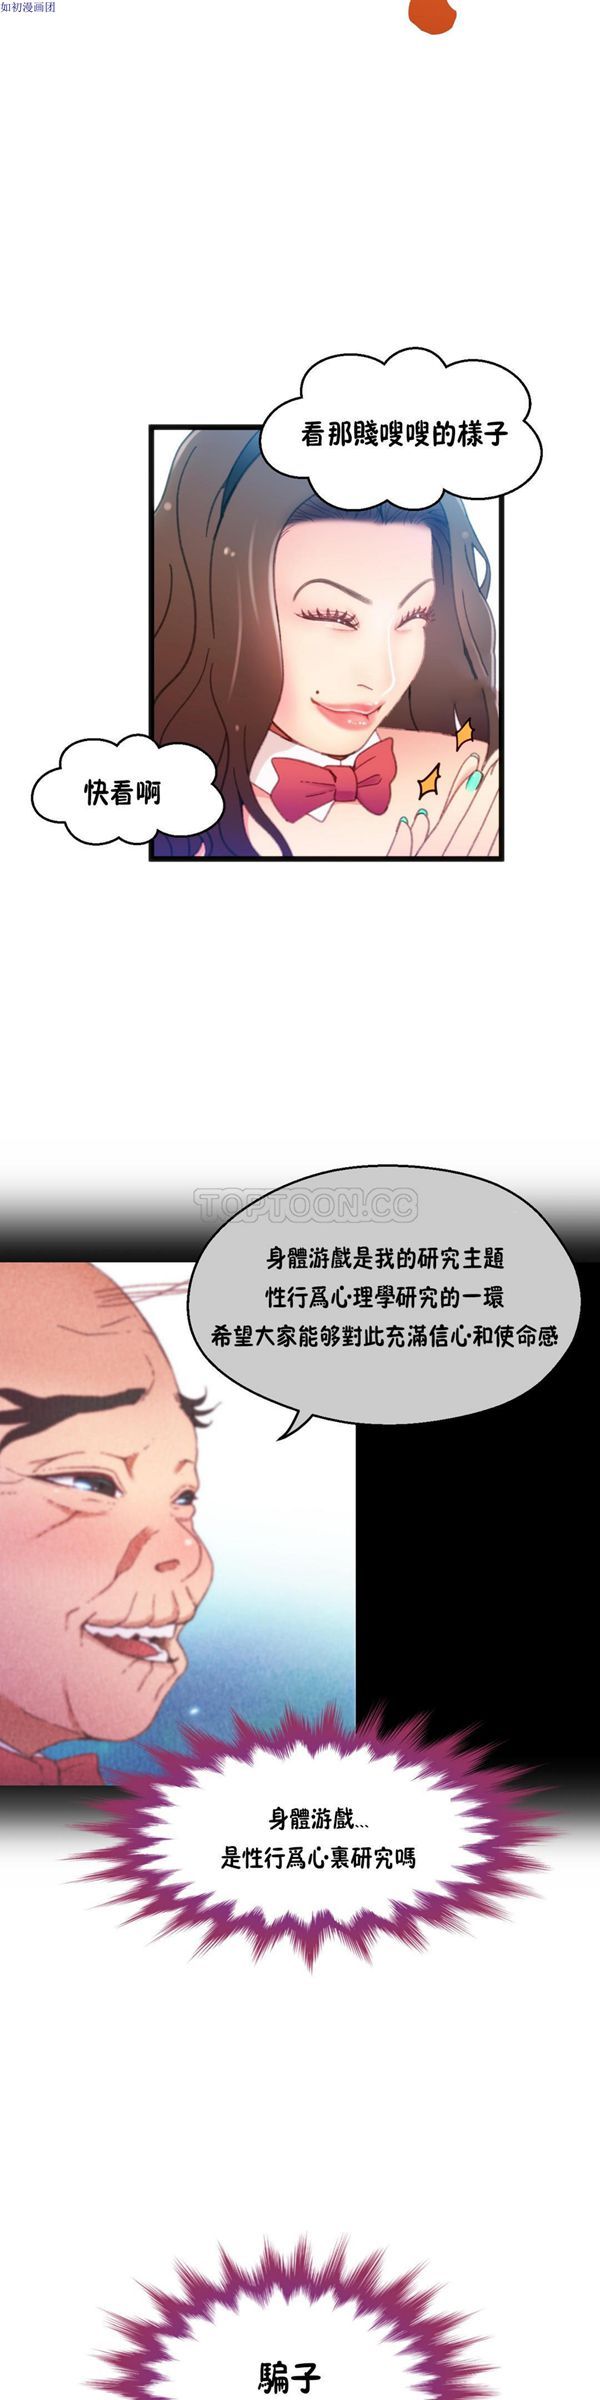 如初漫画团
看那賤嗖嗖的樣子
快看啊
TOPTOON.CC
身體游戲是我的研究主題
性行爲心理學研究的一環
希望大家能够對此充滿信心和使命感
身體游戲...
是性行爲心裏研究嗎
騙子